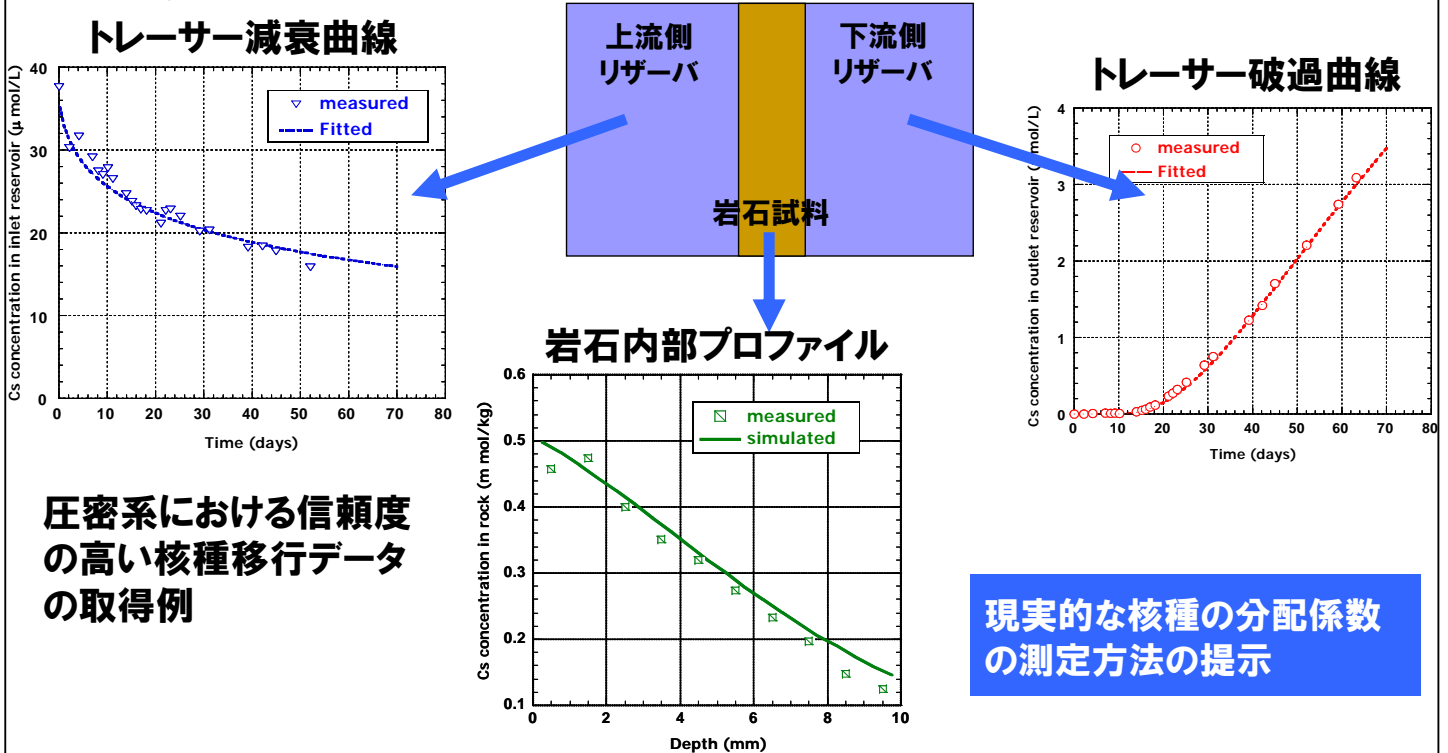 トレーサー減衰曲線
Cs concentration in inlet reservoir (μ mol/L)
40
30
20
10
0
measured
Fitted
0 10 20 30 40 50 60 70 80
Time (days)
上流側
リザーバ
下流側
リザーバ
岩石試料
トレーサー破過曲線
Cs concentration in outlet reservoir (μ mol/L)
4
3
2
1
0
measured
Fitted
0 10 20 30 40 50 60 70 80
Time (days)
岩石内部プロファイル
Cs concentration in rock (m mol/kg)
0.6
0.5
0.4
0.3
0.2
0.1
measured
simulated
0 2 4 6 8 10
Depth (mm)
圧密系における信頼度
の高い核種移行データ
の取得例
現実的な核種の分配係数
の測定方法の提示